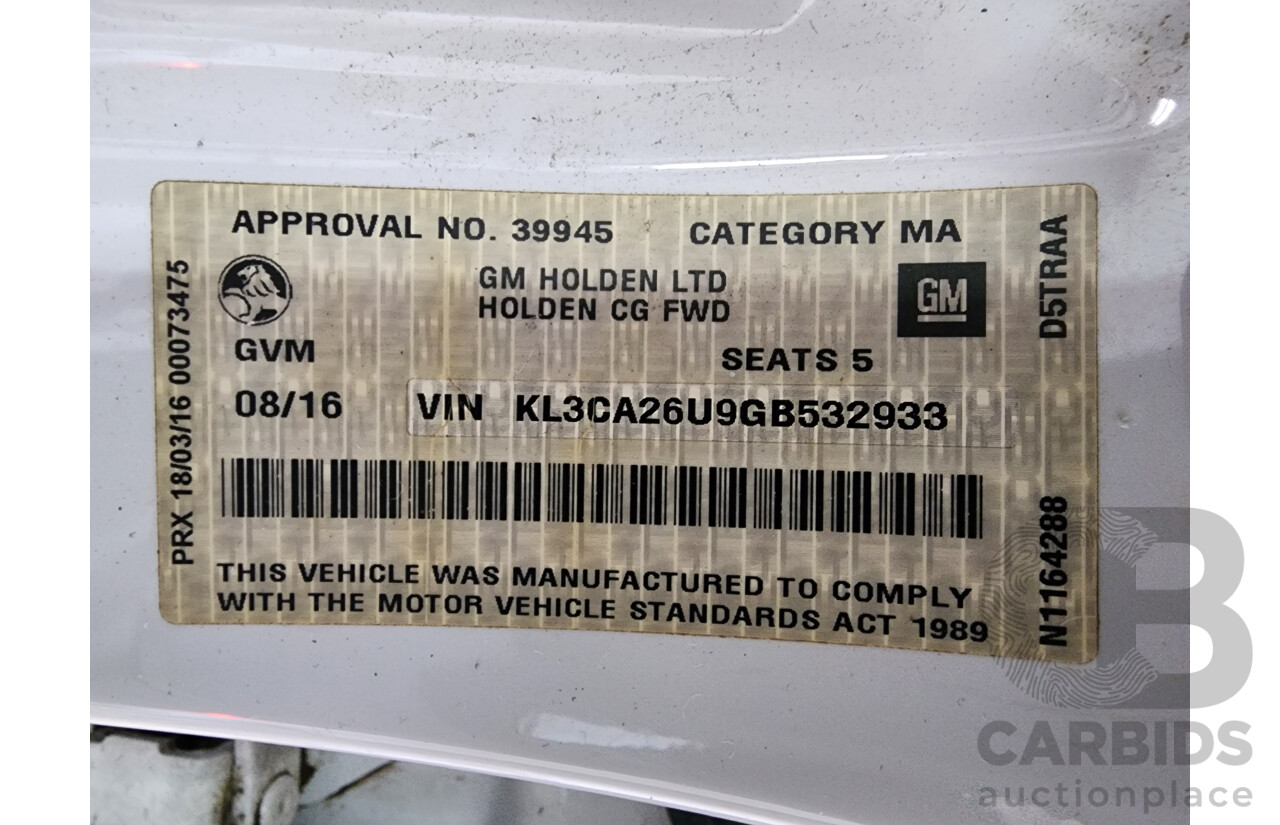 APPROVAL NO. 39945 CATEGORY MA
GM HOLDEN LTD
HOLDEN CG FWD
GM
GVM
SEATS 5
08/16 VIN KL3CA26U9GB532933
THIS VEHICLE WAS MANUFACTURED TO COMPLY
WITH THE MOTOR VEHICLE STANDARDS ACT 1989
PRX 18/03/16 00073475
D5TRAA
N1164288
CB
CARBIDS
auctionplace